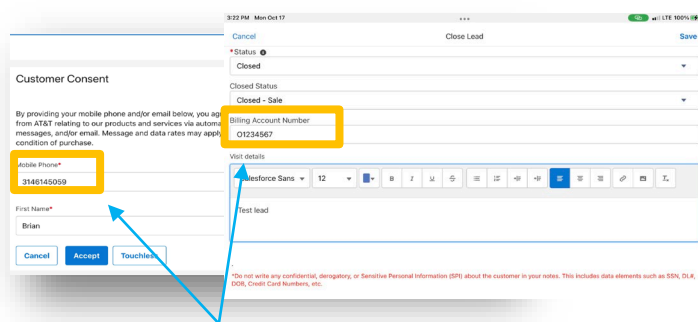 Customer Consent
By providing your mobile phone and/or email below, you ag
from AT&T relating to our products and services via automa
messages, and/or email. Message and data rates may apply
condition of purchase.
Mobile Phone*
3146145059
First Name*
Brian
Cancel Accept Touchless
3:22 PM Mon Oct 17
LTE 100%
Cancel Close Lead Save
*Status
Closed
Closed Status
Closed - Sale
Billing Account Number
01234567
Visit details
Salesforce Sans 12 B I U S
Test lead
*Do not write any confidential, derogatory, or Sensitive Personal Information (SPI) about the customer in your notes. This includes data elements such as SSN, DL#,
DOB, Credit Card Numbers, etc.